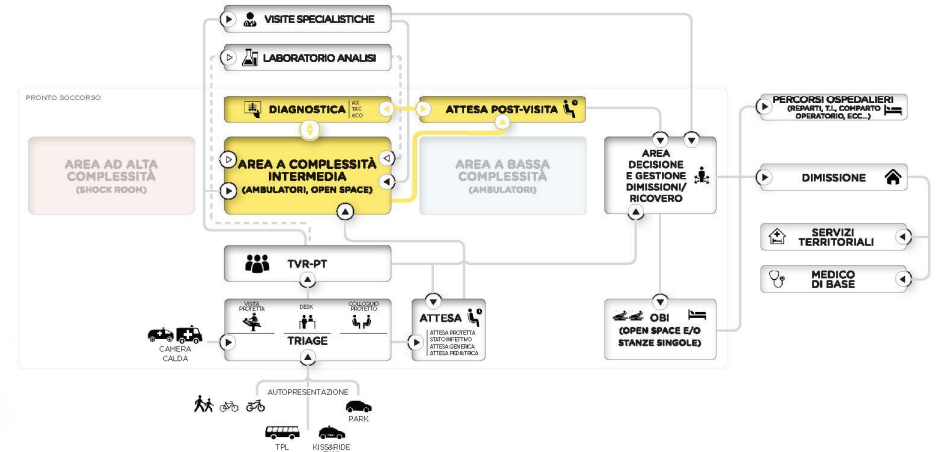 VISITE SPECIALISTICHE
LABORATORIO ANALISI
PRONTO SOCCORSO
DIAGNOSTICA
RX
TAC
eCO
ATTESA POST-VISITA
PERCORSI OSPEDALIERI
(REPARTI, T.I., COMPARTO
OPERATORIO, ECC...)
AREA AD ALTA
COMPLESSITÀ
(SHOCK ROOM)
AREA A COMPLESSITÀ
INTERMEDIA
(AMBULATORI, OPEN SPACE)
AREA A BASSA
COMPLESSITÀ
(AMBULATORI)
AREA
DECISIONE
E GESTIONE
DIMISSIONI/
RICOVERO
DIMISSIONE
SERVIZI
TERRITORIALI
MEDICO
DI BASE
TVR-PT
VISITA
PROTETTA
DESK
COLLOQUIO
PROTETTO
TRIAGE
ATTESA
ATTESA PROTETTA
STATO INFETTIVO
ATTESA GENERICA
ATTESA PEDIATRICA
OBI
(OPEN SPACE E/O
STANZE SINGOLE)
CAMERA
CALDA
AUTOPRESENTAZIONE
PARK
TPL
KISS&RIDE